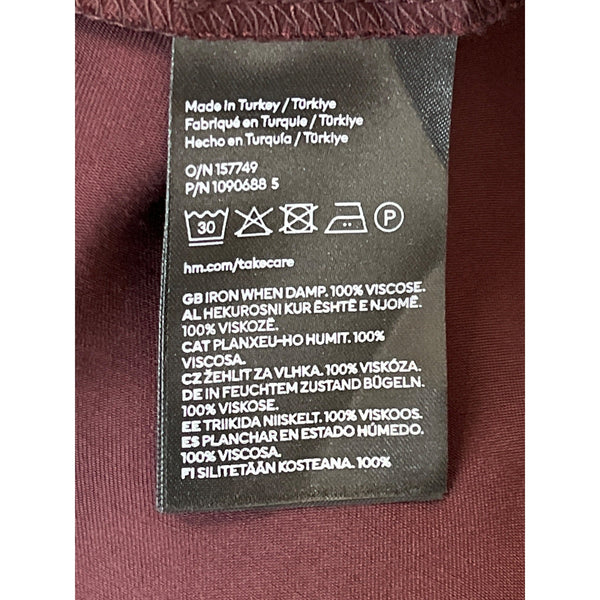 Made in Turkey / Türkiye
Fabriqué en Turquie / Türkiye
Hecho en Turquía / Türkiye
O/N 157749
P/N 1090688 5
30 P
hm.com/takecare
GB IRON WHEN DAMP. 100% VISCOSE.
AL HEKUROSNI KUR ËSHTË E NJOMË.
100% VISKOZË.
CAT PLANXEU-HO HUMIT. 100%
VISCOSA.
CZ ŽEHLIT ZA VLHKA. 100% VISKÓZA.
DE IN FEUCHTEM ZUSTAND BÜGELN.
100% VISKOSE.
EE TRIIKIDA NIISKELT. 100% VISKOOS.
ES PLANCHAR EN ESTADO HÚMEDO.
100% VISCOSA.
FI SILITETÄÄN KOSTEANA. 100%